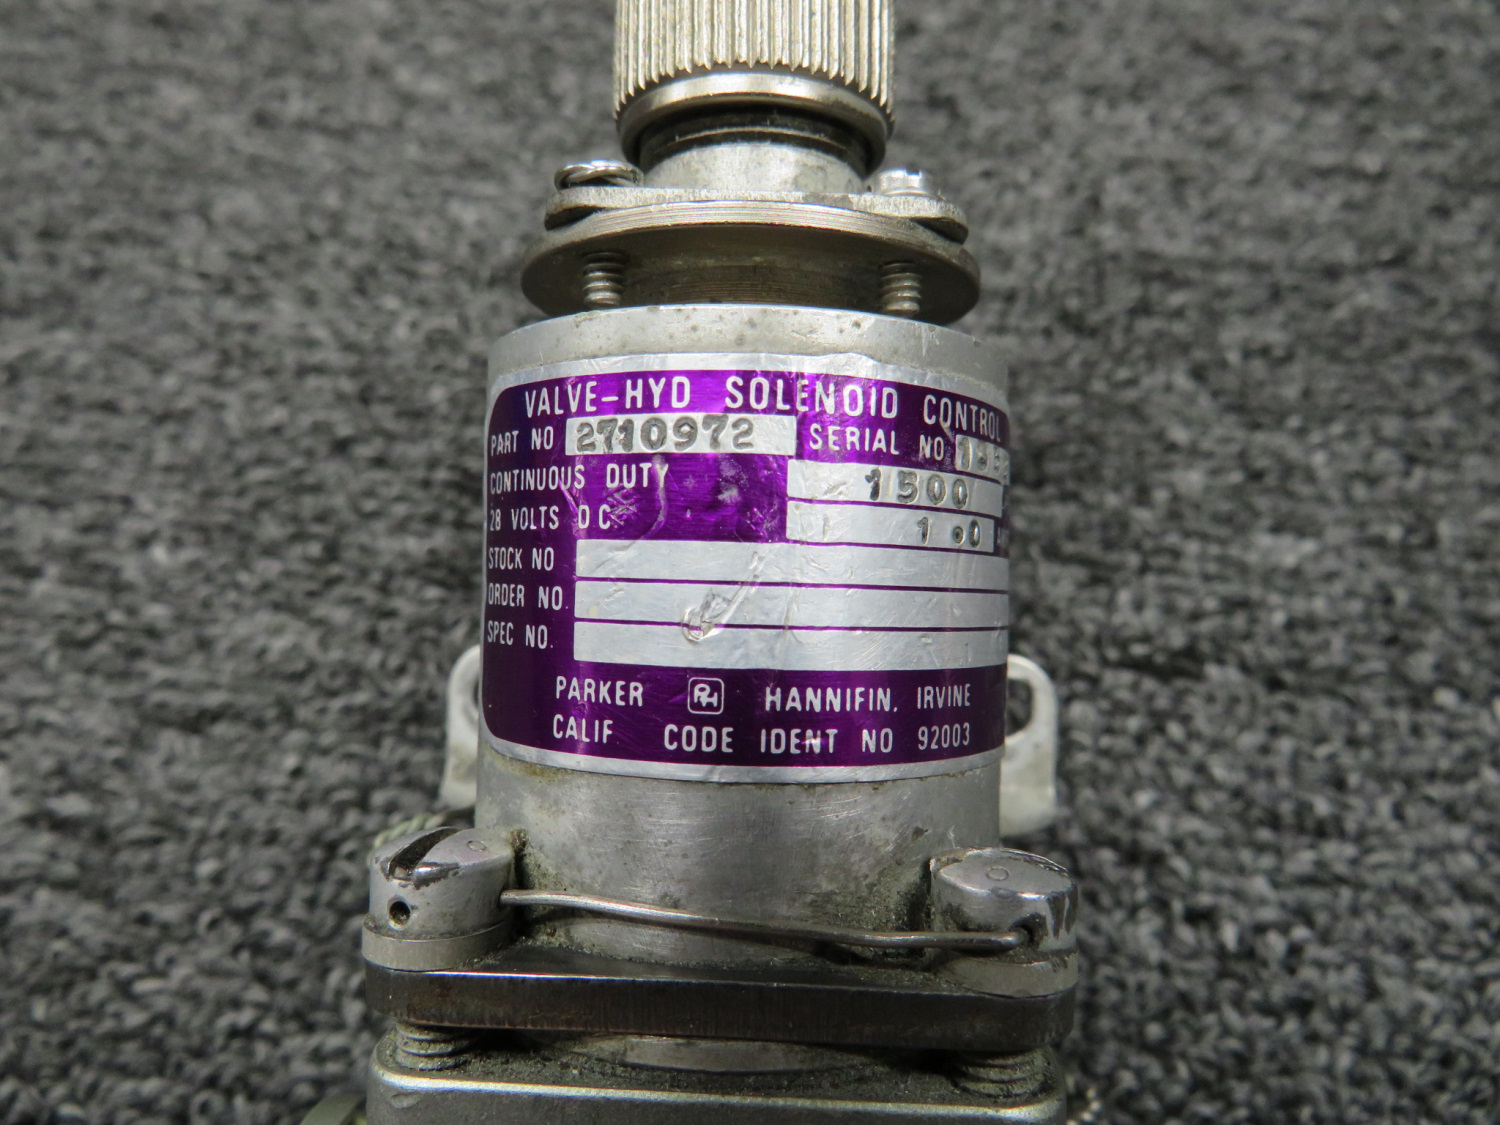 VALVE-HYD SOLENOID CONTROL
PART NO 2710972 SERIAL NO
CONTINUOUS DUTY 1500
28 VOLTS DC 1.0
STOCK NO
ORDER NO
SPEC NO.
PARKER PH HANNIFIN, IRVINE
CALIF CODE IDENT NO 92003